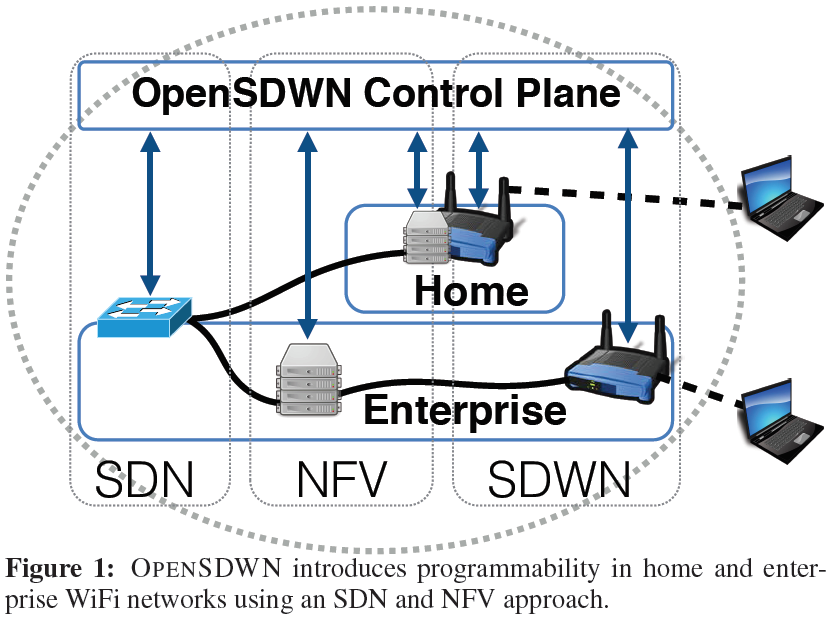 OpenSDWN Control Plane
Home
Enterprise
SDN NFV SDWN
Figure 1: OPENSDWN introduces programmability in home and enter-
prise WiFi networks using an SDN and NFV approach.